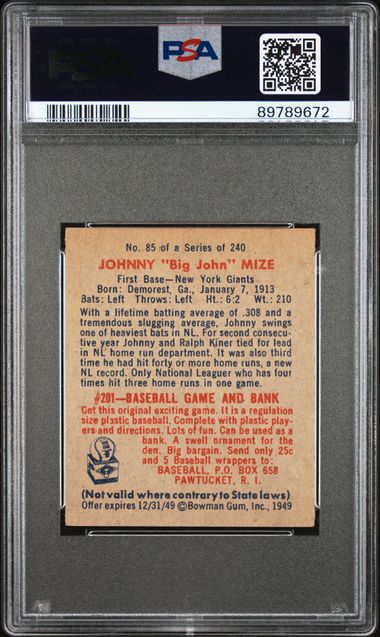 PSA
PSA
89789672
No. 85 of a Series of 240
JOHNNY "Big John" MIZE
First Base—New York Giants
Born: Demorest, Ga., January 7, 1913
Bats: Left Throws: Left Ht.: 6:2 Wt.: 210
With a lifetime batting average of .308 and a
tremendous slugging average, Johnny swings
one of heaviest bats in NL. For second consecutive
year Johnny and Ralph Kiner tied for lead
in NL home run department. It was also third
time he had hit forty or more home runs, a new
NL record. Only National Leaguer who has four
times hit three home runs in one game.
#201—BASEBALL GAME AND BANK
Get this original exciting game. It is a regulation
size plastic baseball. Complete with plastic players
and directions. Lots of fun. Can be used as a
bank. A swell ornament for the
den. Big bargain. Send only 25c
and 5 Baseball wrappers to:
BASEBALL, P.O. BOX 658
PAWTUCKET, R. I.
(Not valid where contrary to State laws)
Offer expires 12/31/49 ©Bowman Gum, Inc., 1949